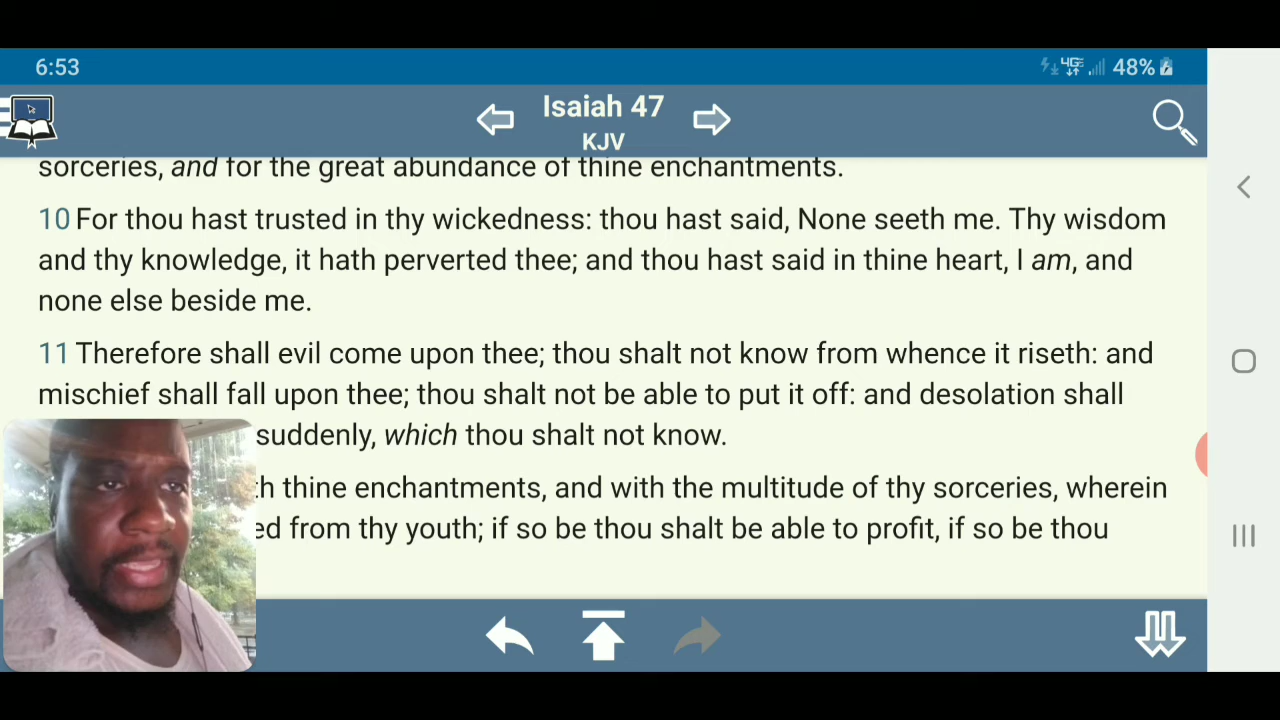 6:53
4G 48%
Isaiah 47
KJV
sorceries, and for the great abundance of thine enchantments.
10 For thou hast trusted in thy wickedness: thou hast said, None seeth me. Thy wisdom
and thy knowledge, it hath perverted thee; and thou hast said in thine heart, I am, and
none else beside me.
11 Therefore shall evil come upon thee; thou shalt not know from whence it riseth: and
mischief shall fall upon thee; thou shalt not be able to put it off: and desolation shall
suddenly, which thou shalt not know.
h thine enchantments, and with the multitude of thy sorceries, wherein
ed from thy youth; if so be thou shalt be able to profit, if so be thou